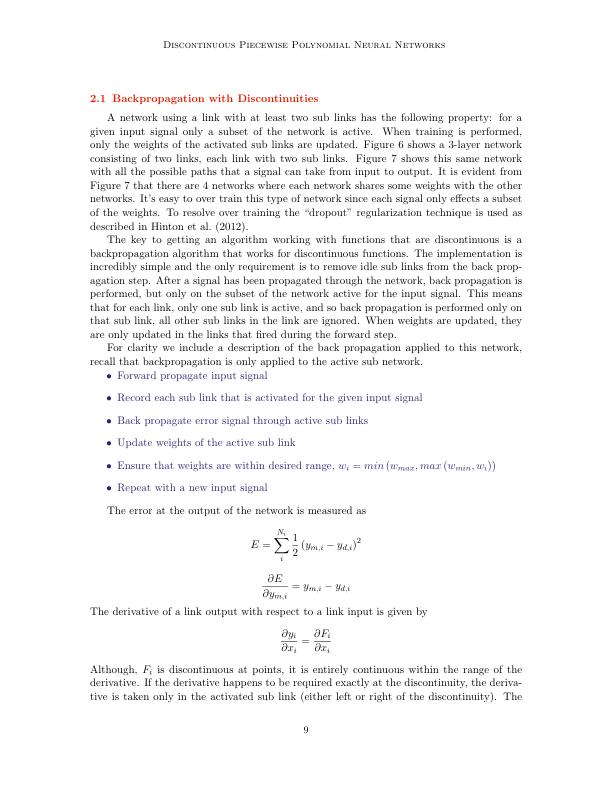 Discontinuous Piecewise Polynomial Neural Networks
2.1 Backpropagation with Discontinuities
A network using a link with at least two sub links has the following property: for a
given input signal only a subset of the network is active. When training is performed,
only the weights of the activated sub links are updated. Figure 6 shows a 3-layer network
consisting of two links, each link with two sub links. Figure 7 shows this same network
with all the possible paths that a signal can take from input to output. It is evident from
Figure 7 that there are 4 networks where each network shares some weights with the other
networks. It's easy to over train this type of network since each signal only effects a subset
of the weights. To resolve over training the "dropout" regularization technique is used as
described in Hinton et al. (2012).
The key to getting an algorithm working with functions that are discontinuous is a
backpropagation algorithm that works for discontinuous functions. The implementation is
incredibly simple and the only requirement is to remove idle sub links from the back prop-
agation step. After a signal has been propagated through the network, back propagation is
performed, but only on the subset of the network active for the input signal. This means
that for each link, only one sub link is active, and so back propagation is performed only on
that sub link, all other sub links in the link are ignored. When weights are updated, they
are only updated in the links that fired during the forward step.
For clarity we include a description of the back propagation applied to this network,
recall that backpropagation is only applied to the active sub network.
• Forward propagate input signal
• Record each sub link that is activated for the given input signal
• Back propagate error signal through active sub links
• Update weights of the active sub link
• Ensure that weights are within desired range, w_i = min (w_{max}, max (w_{min}, w_i))
• Repeat with a new input signal
The error at the output of the network is measured as
E = \sum_{i}^{N_i} \frac{1}{2} (y_{m,i} − y_{d,i})^2
\frac{∂E}{∂y_{m,i}} = y_{m,i} − y_{d,i}
The derivative of a link output with respect to a link input is given by
\frac{∂y_i}{∂x_i} = \frac{∂F_i}{∂x_i}
Although, F_i is discontinuous at points, it is entirely continuous within the range of the
derivative. If the derivative happens to be required exactly at the discontinuity, the deriva-
tive is taken only in the activated sub link (either left or right of the discontinuity). The
9